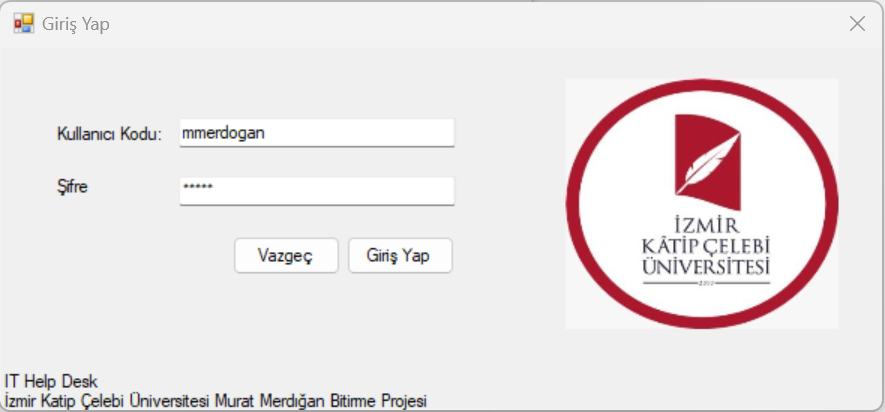 Giriş Yap
Kullanıcı Kodu:
mmerdogan
Şifre
*****
Vazgeç
Giriş Yap
İZMİR
KÂTİP ÇELEBİ
ÜNİVERSİTESİ
IT Help Desk
İzmir Katip Çelebi Üniversitesi Murat Merdığan Bitirme Projesi